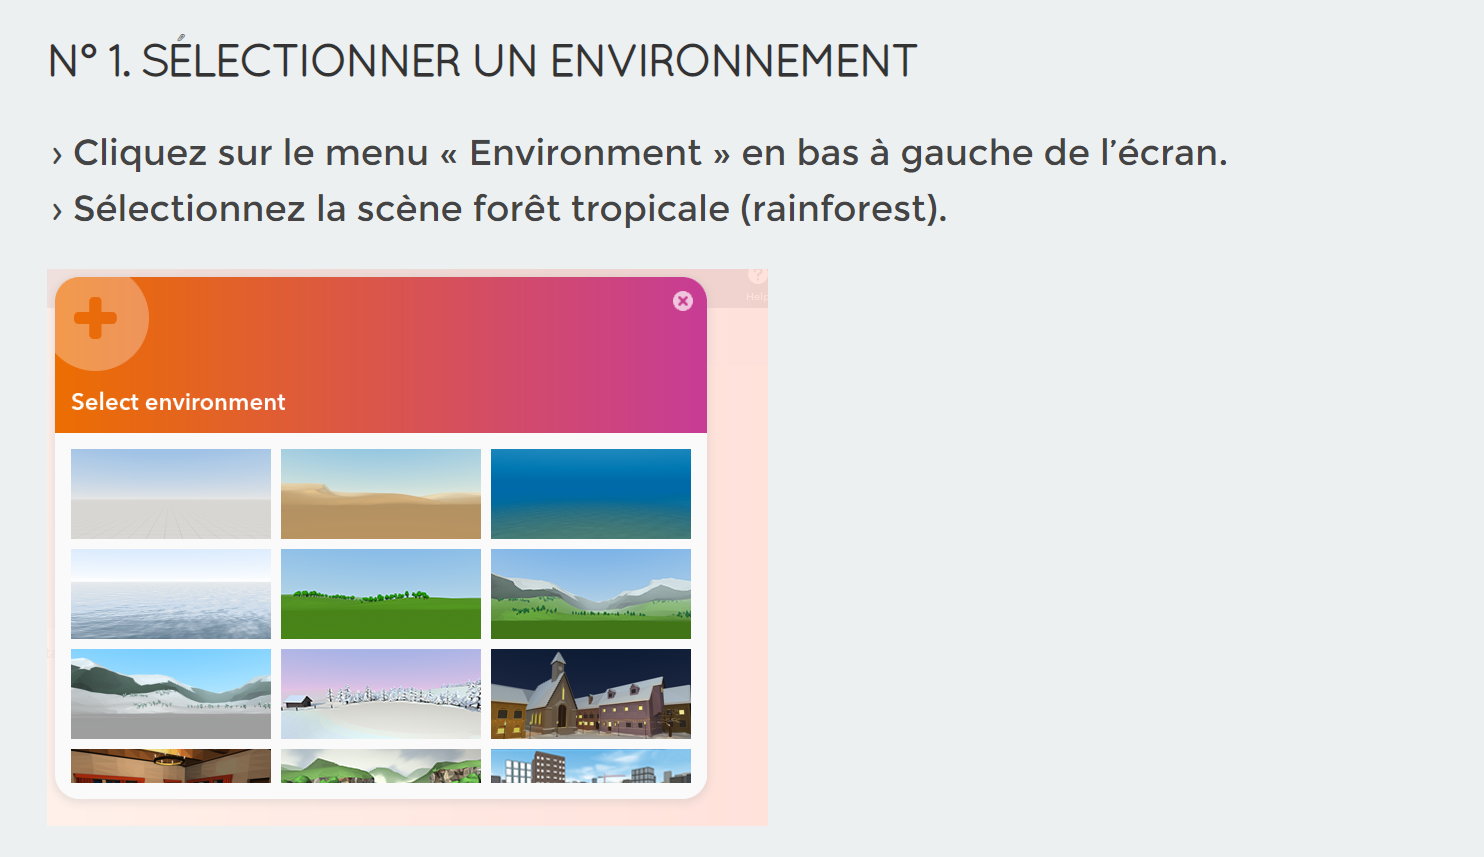 N° 1. SÉLECTIONNER UN ENVIRONNEMENT
› Cliquez sur le menu « Environment » en bas à gauche de l’écran.
› Sélectionnez la scène forêt tropicale (rainforest).
?
Help
Select environment